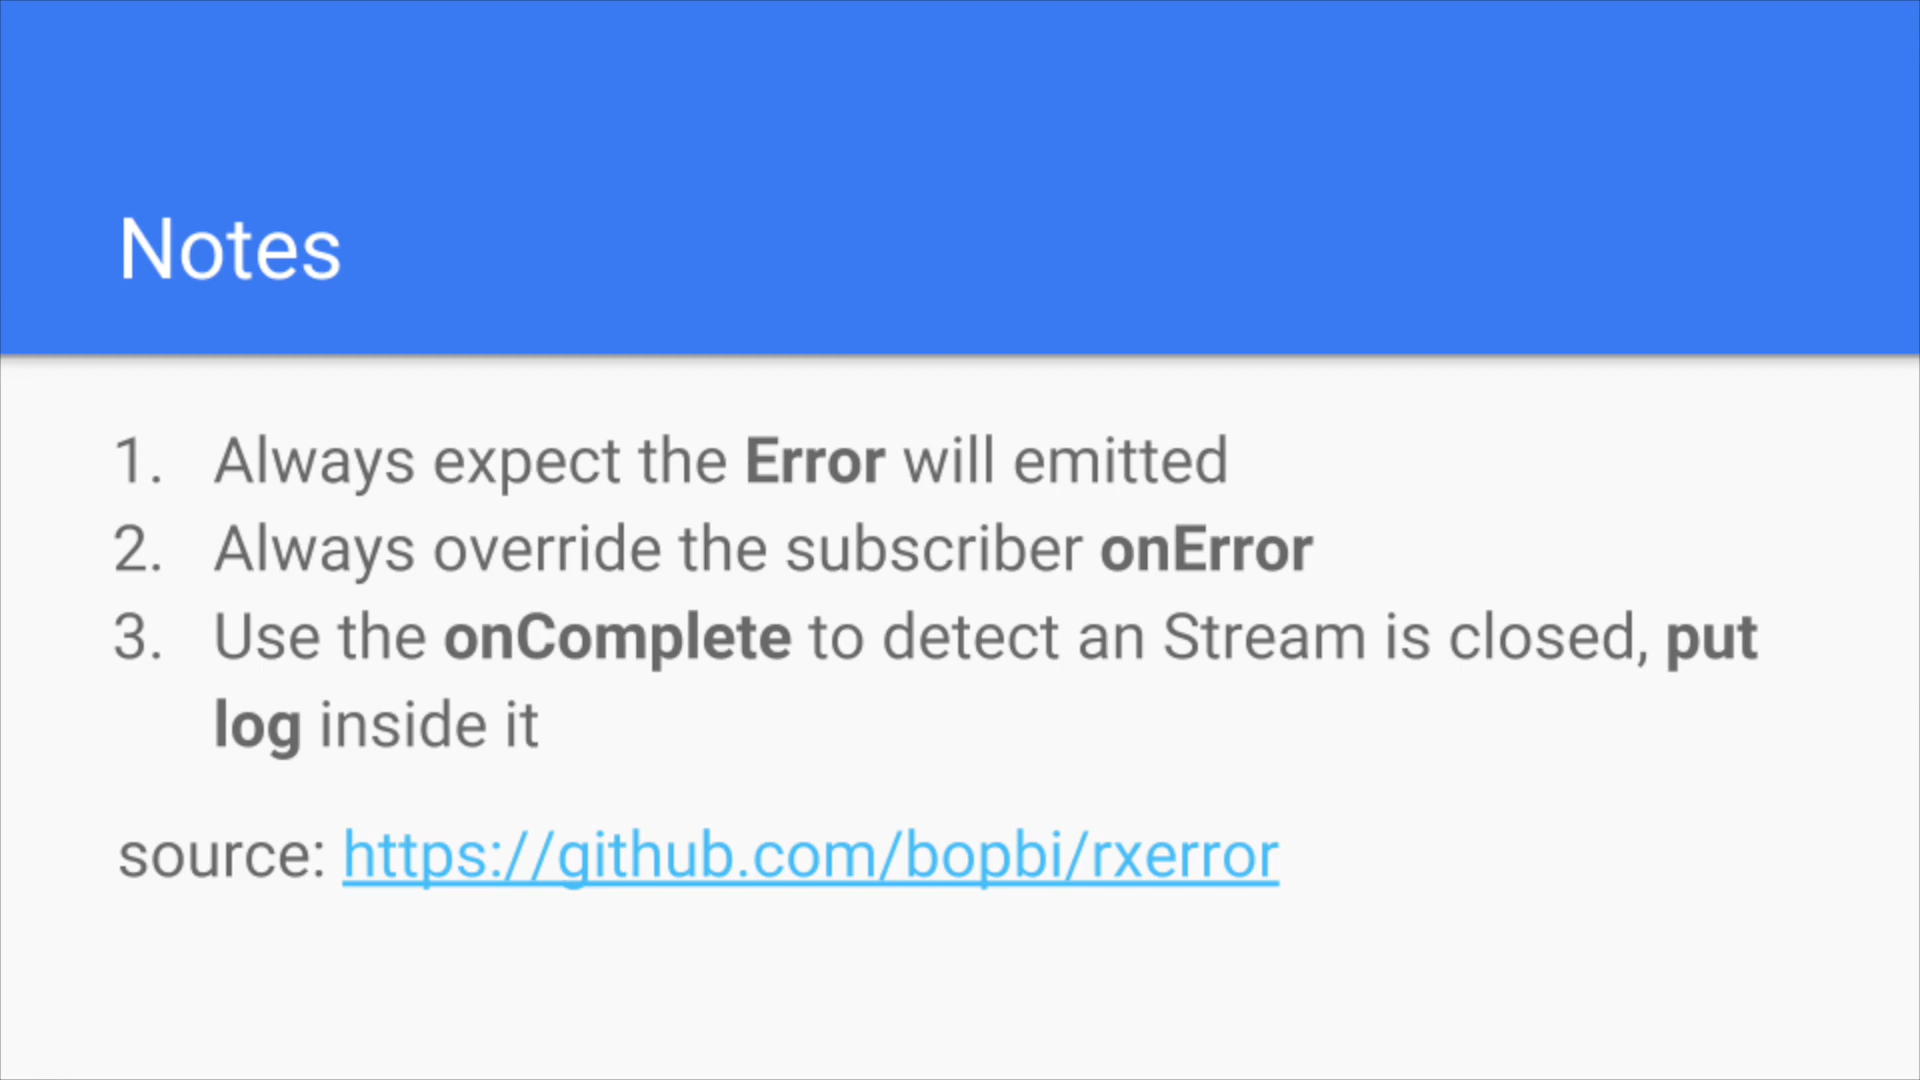 Notes
1. Always expect the Error will emitted
2. Always override the subscriber onError
3. Use the onComplete to detect an Stream is closed, put
log inside it
source: https://github.com/bopbi/rxerror